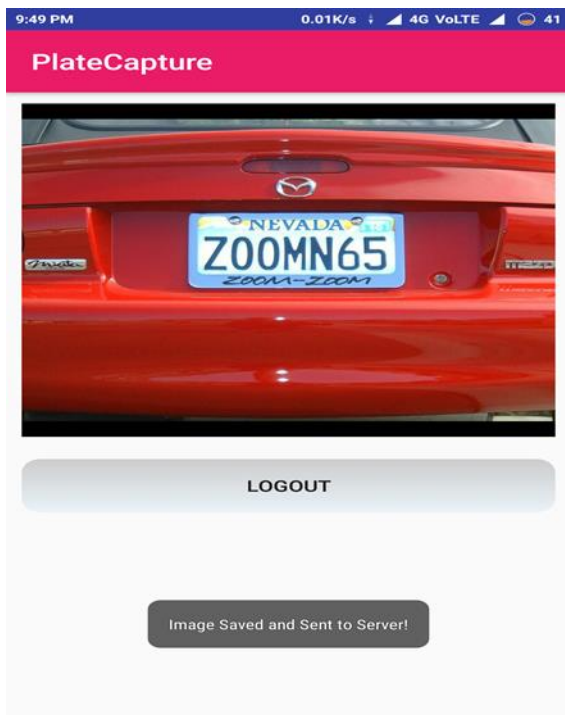 9:49 PM 0.01K/s 4G VoLTE 41
PlateCapture
NEVADA
ZOOMN65
ZOOM-ZOOM
Miata
LOGOUT
Image Saved and Sent to Server!